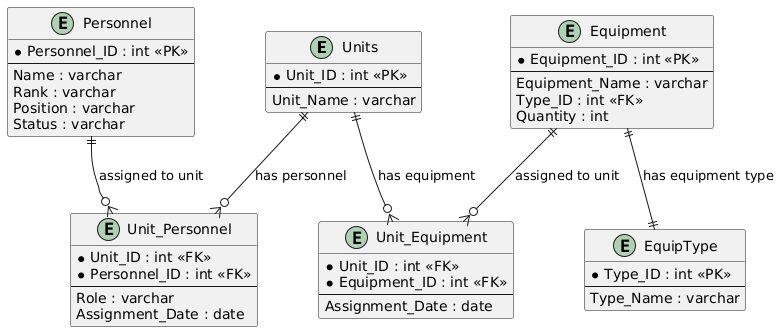 E Personnel
* Personnel_ID : int «PK»
Name : varchar
Rank : varchar
Position : varchar
Status : varchar
E Units
* Unit_ID : int «PK»
Unit_Name : varchar
E Equipment
* Equipment_ID : int «PK»
Equipment_Name : varchar
Type_ID : int «FK»
Quantity : int
assigned to unit
has personnel
has equipment
assigned to unit
has equipment type
E Unit_Personnel
* Unit_ID : int «FK»
* Personnel_ID : int «FK»
Role : varchar
Assignment_Date : date
E Unit_Equipment
* Unit_ID : int «FK»
* Equipment_ID : int «FK»
Assignment_Date : date
E EquipType
* Type_ID : int «PK»
Type_Name : varchar